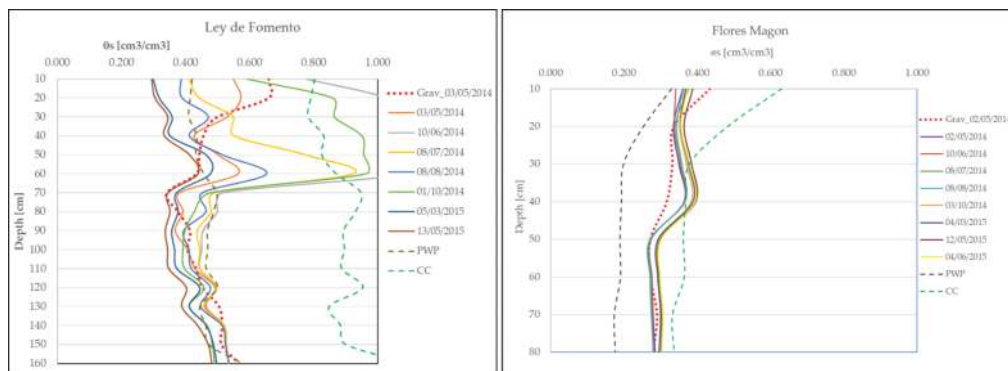 Ley de Fomento
θs [cm3/cm3]
0.000 0.200 0.400 0.600 0.800 1.000
10
20
30
40
50
60
70
80
90
100
110
120
130
140
150
160
Depth [cm]
Grav_03/05/2014
03/05/2014
10/06/2014
08/07/2014
08/08/2014
01/10/2014
05/03/2015
13/05/2015
PWP
CC
Flores Magon
θs [cm3/cm3]
0.000 0.200 0.400 0.600 0.800 1.000
10
20
30
40
50
60
70
80
Depth [cm]
Grav_02/05/2014
02/05/2014
10/06/2014
08/07/2014
08/08/2014
03/10/2014
04/03/2015
12/05/2015
04/06/2015
PWP
CC